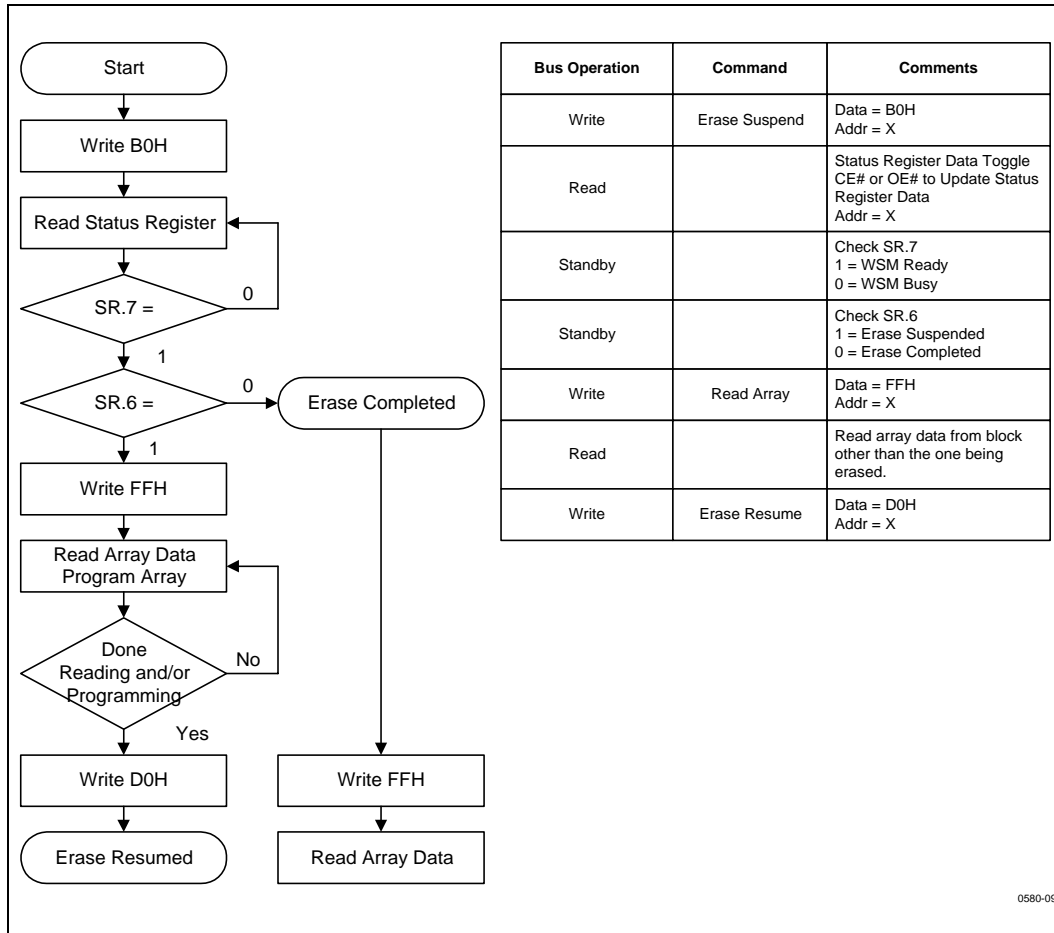 Start
Write B0H
Read Status Register
SR.7 =
0
1
SR.6 =
0
Erase Completed
1
Write FFH
Read Array Data
Program Array
Done
Reading and/or
Programming
No
Yes
Write D0H
Erase Resumed
Write FFH
Read Array Data
Bus Operation Command Comments
Write Erase Suspend Data = B0H
Addr = X
Read Status Register Data Toggle
CE# or OE# to Update Status
Register Data
Addr = X
Standby Check SR.7
1 = WSM Ready
0 = WSM Busy
Standby Check SR.6
1 = Erase Suspended
0 = Erase Completed
Write Read Array Data = FFH
Addr = X
Read Read array data from block
other than the one being
erased.
Write Erase Resume Data = D0H
Addr = X
0580-09